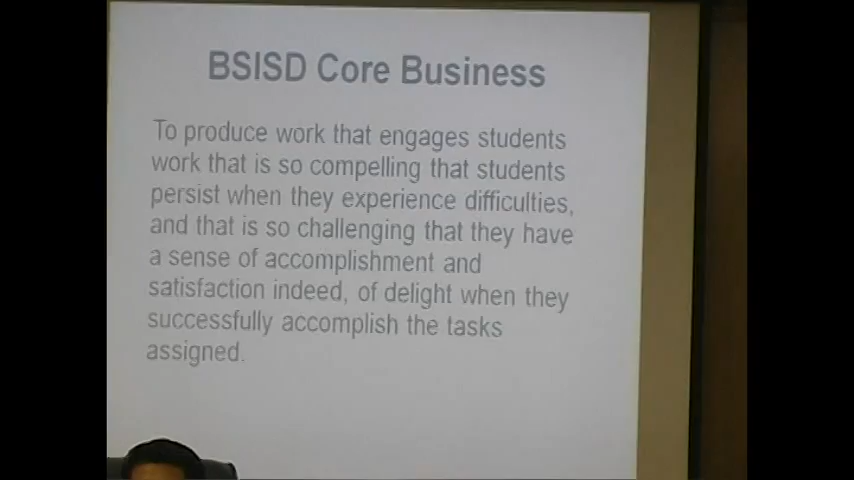 BSISD Core Business
To produce work that engages students
work that is so compelling that students
persist when they experience difficulties,
and that is so challenging that they have
a sense of accomplishment and
satisfaction indeed, of delight when they
successfully accomplish the tasks
assigned.